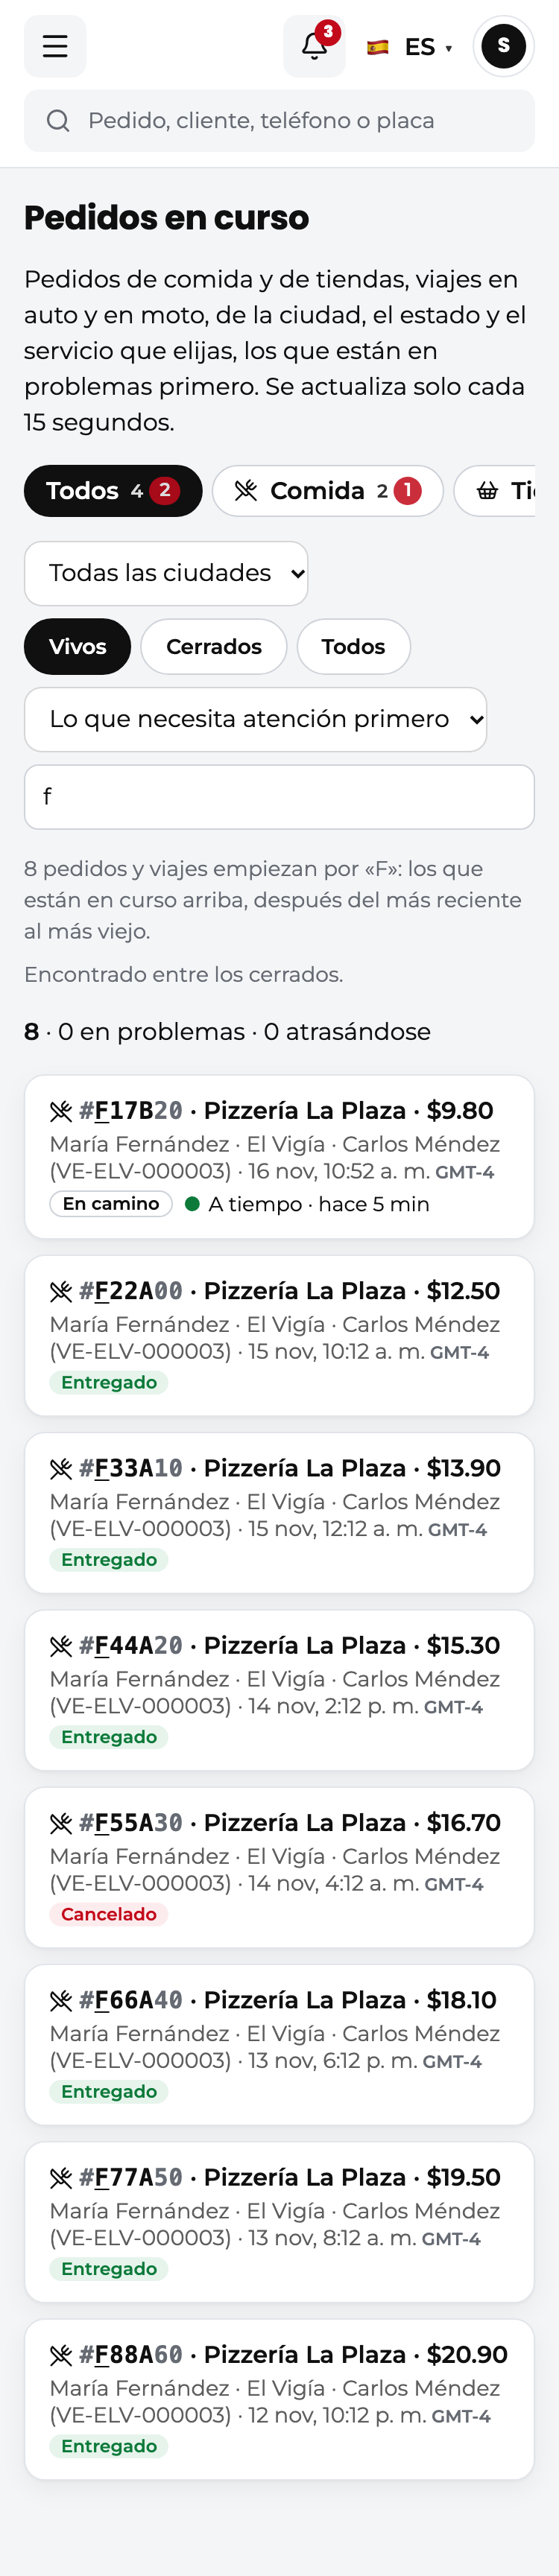 3
ES
S
Pedido, cliente, teléfono o placa
Pedidos en curso
Pedidos de comida y de tiendas, viajes en
auto y en moto, de la ciudad, el estado y el
servicio que elijas, los que están en
problemas primero. Se actualiza solo cada
15 segundos.
Todos 4 2 Comida 2 1 Ti
Todas las ciudades
Vivos Cerrados Todos
Lo que necesita atención primero
f
8 pedidos y viajes empiezan por «F»: los que
están en curso arriba, después del más reciente
al más viejo.
Encontrado entre los cerrados.
8 · 0 en problemas · 0 atrasándose
#F17B20 · Pizzería La Plaza · $9.80
María Fernández · El Vigía · Carlos Méndez
(VE-ELV-000003) · 16 nov, 10:52 a. m. GMT-4
En camino A tiempo · hace 5 min
#F22A00 · Pizzería La Plaza · $12.50
María Fernández · El Vigía · Carlos Méndez
(VE-ELV-000003) · 15 nov, 10:12 a. m. GMT-4
Entregado
#F33A10 · Pizzería La Plaza · $13.90
María Fernández · El Vigía · Carlos Méndez
(VE-ELV-000003) · 15 nov, 12:12 a. m. GMT-4
Entregado
#F44A20 · Pizzería La Plaza · $15.30
María Fernández · El Vigía · Carlos Méndez
(VE-ELV-000003) · 14 nov, 2:12 p. m. GMT-4
Entregado
#F55A30 · Pizzería La Plaza · $16.70
María Fernández · El Vigía · Carlos Méndez
(VE-ELV-000003) · 14 nov, 4:12 a. m. GMT-4
Cancelado
#F66A40 · Pizzería La Plaza · $18.10
María Fernández · El Vigía · Carlos Méndez
(VE-ELV-000003) · 13 nov, 6:12 p. m. GMT-4
Entregado
#F77A50 · Pizzería La Plaza · $19.50
María Fernández · El Vigía · Carlos Méndez
(VE-ELV-000003) · 13 nov, 8:12 a. m. GMT-4
Entregado
#F88A60 · Pizzería La Plaza · $20.90
María Fernández · El Vigía · Carlos Méndez
(VE-ELV-000003) · 12 nov, 10:12 p. m. GMT-4
Entregado